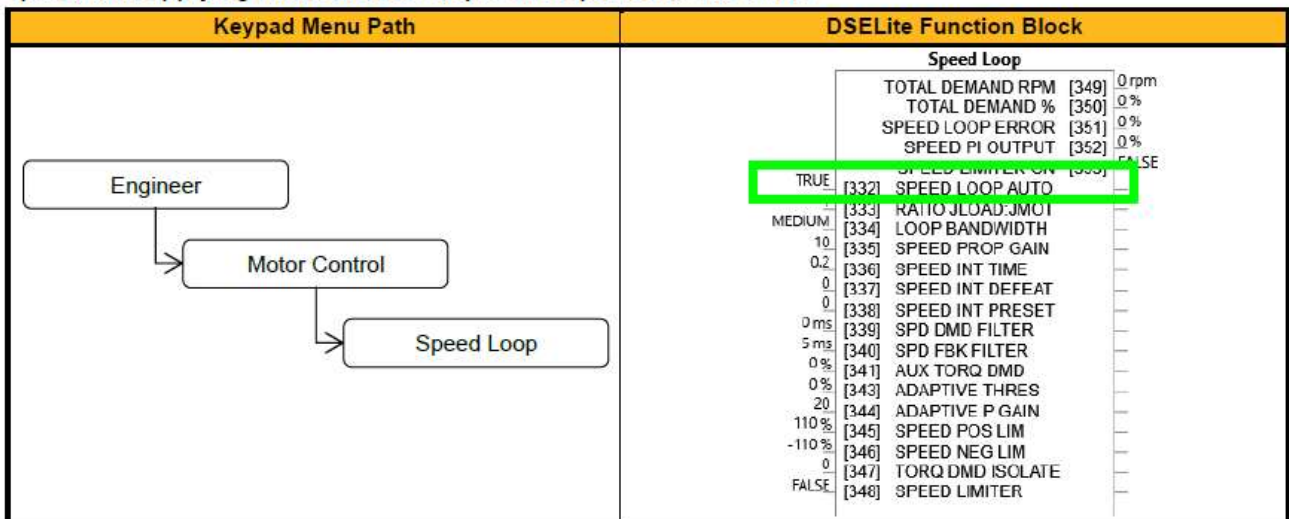 Keypad Menu Path
DSELite Function Block
Engineer
Motor Control
Speed Loop
Speed Loop
TOTAL DEMAND RPM [349] 0 rpm
TOTAL DEMAND % [350] 0 %
SPEED LOOP ERROR [351] 0 %
SPEED PI OUTPUT [352] 0 %
SPEED LIMITER ON [353] FALSE
TRUE [332] SPEED LOOP AUTO
[333] RATIO JLOAD:JMOT
MEDIUM [334] LOOP BANDWIDTH
10 [335] SPEED PROP GAIN
0.2 [336] SPEED INT TIME
0 [337] SPEED INT DEFEAT
0 [338] SPEED INT PRESET
0 ms [339] SPD DMD FILTER
5 ms [340] SPD FBK FILTER
0 % [341] AUX TORQ DMD
0 % [343] ADAPTIVE THRES
20 [344] ADAPTIVE P GAIN
110 % [345] SPEED POS LIM
-110 % [346] SPEED NEG LIM
0 [347] TORQ DMD ISOLATE
FALSE [348] SPEED LIMITER